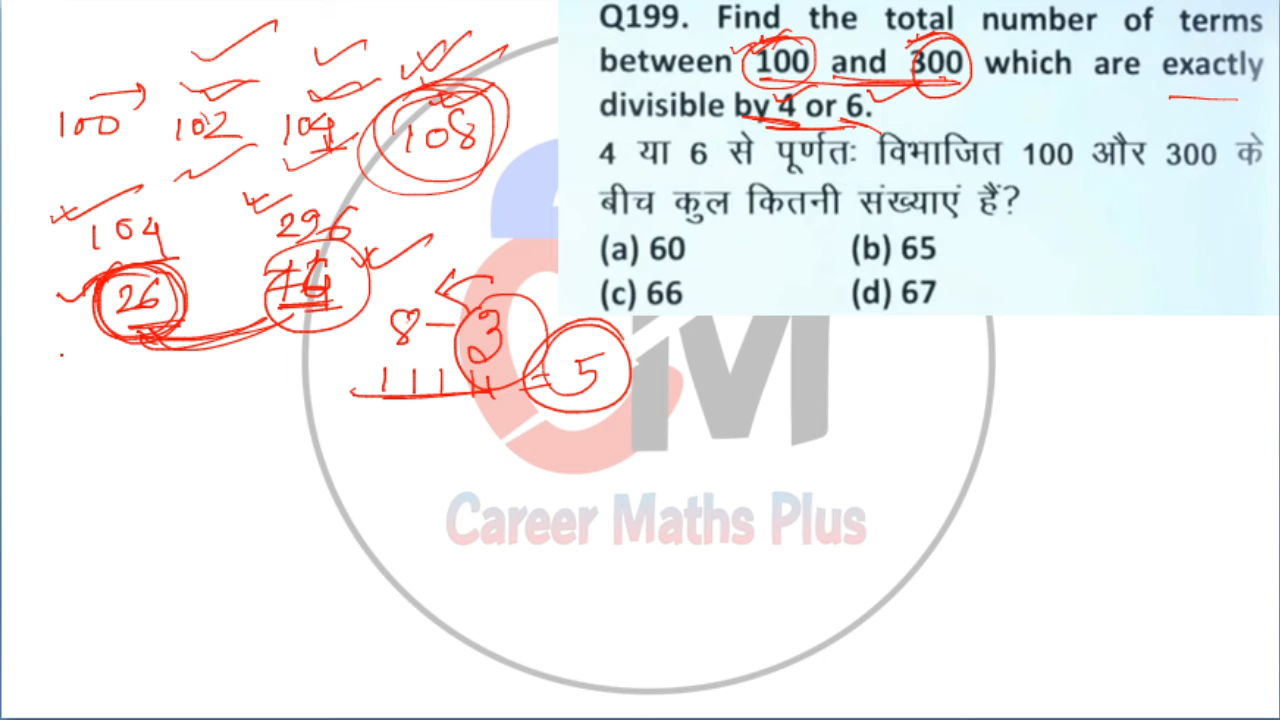 Q199. Find the total number of terms
between 100 and 300 which are exactly
divisible by 4 or 6.
4 या 6 से पूर्णतः विभाजित 100 और 300 के
बीच कुल कितनी संख्याएं हैं?
(a) 60 (b) 65
(c) 66 (d) 67
100 102 104 108
104 296
26
8-3
= 5
CM
Career Maths Plus